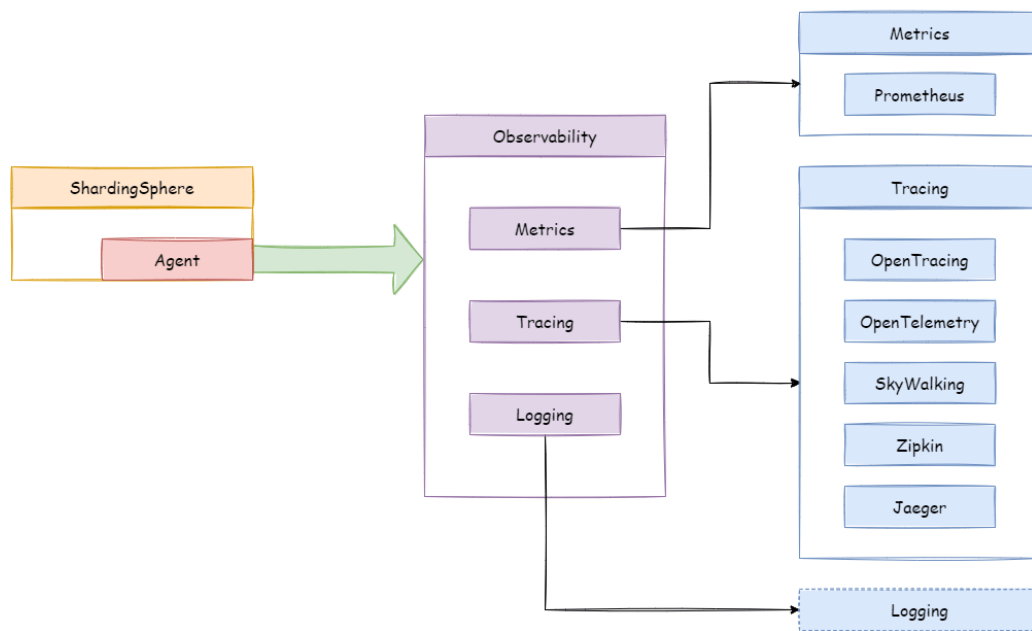 ShardingSphere
Agent
Observability
Metrics
Tracing
Logging
Metrics
Prometheus
Tracing
OpenTracing
OpenTelemetry
SkyWalking
Zipkin
Jaeger
Logging